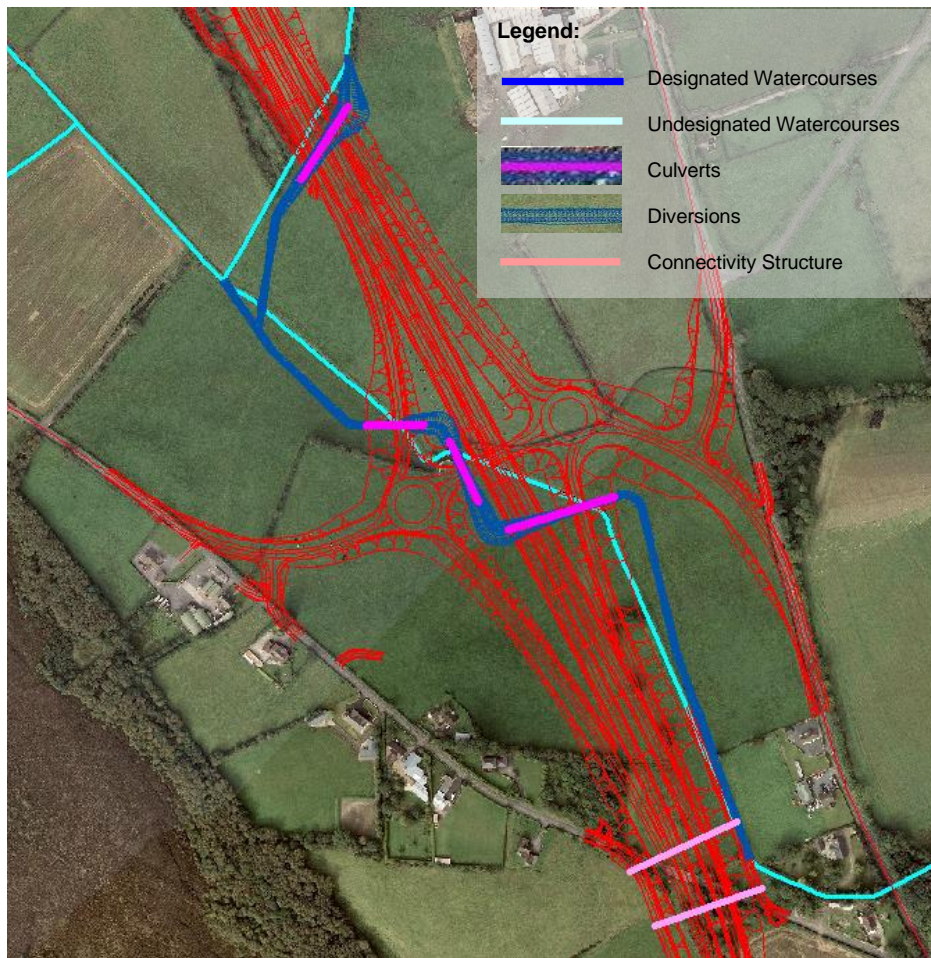 Legend:
Designated Watercourses
Undesignated Watercourses
Culverts
Diversions
Connectivity Structure